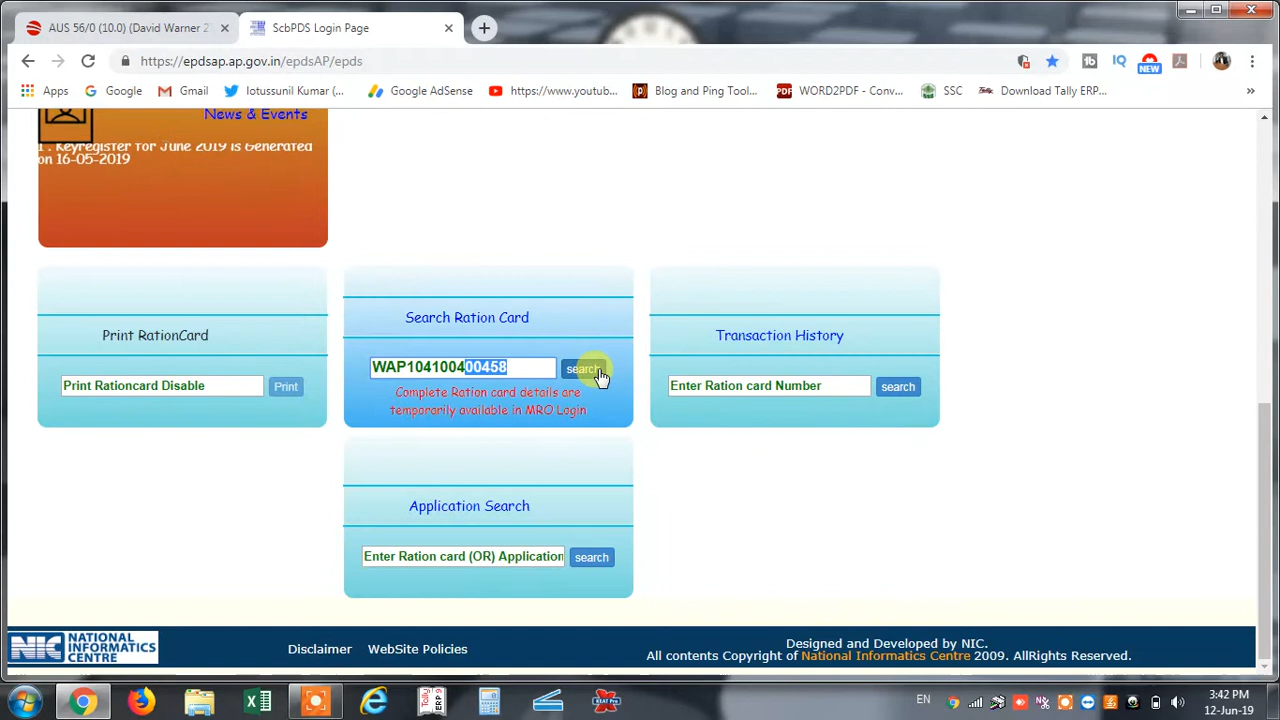 AUS 56/0 (10.0) (David Warner 2
ScbPDS Login Page
https://epdsap.ap.gov.in/epdsAP/epds
NEW
Apps
Google
Gmail
lotussunil Kumar (...
Google AdSense
https://www.youtub...
Blog and Ping Tool...
PDF
WORD2PDF - Conv...
SSC
Download Tally ERP...
News & Events
1 . Keyregister for June 2019 is Generated
on 16-05-2019
Print RationCard
Print Rationcard Disable
Print
Search Ration Card
WAP104100400458
search
Complete Ration card details are
temporarily available in MRO Login
Transaction History
Enter Ration card Number
search
Application Search
Enter Ration card (OR) Application
search
NIC
NATIONAL
INFORMATICS
CENTRE
Disclaimer
WebSite Policies
Designed and Developed by NIC.
All contents Copyright of National Informatics Centre 2009. AllRights Reserved.
EN
3:42 PM
12-Jun-19